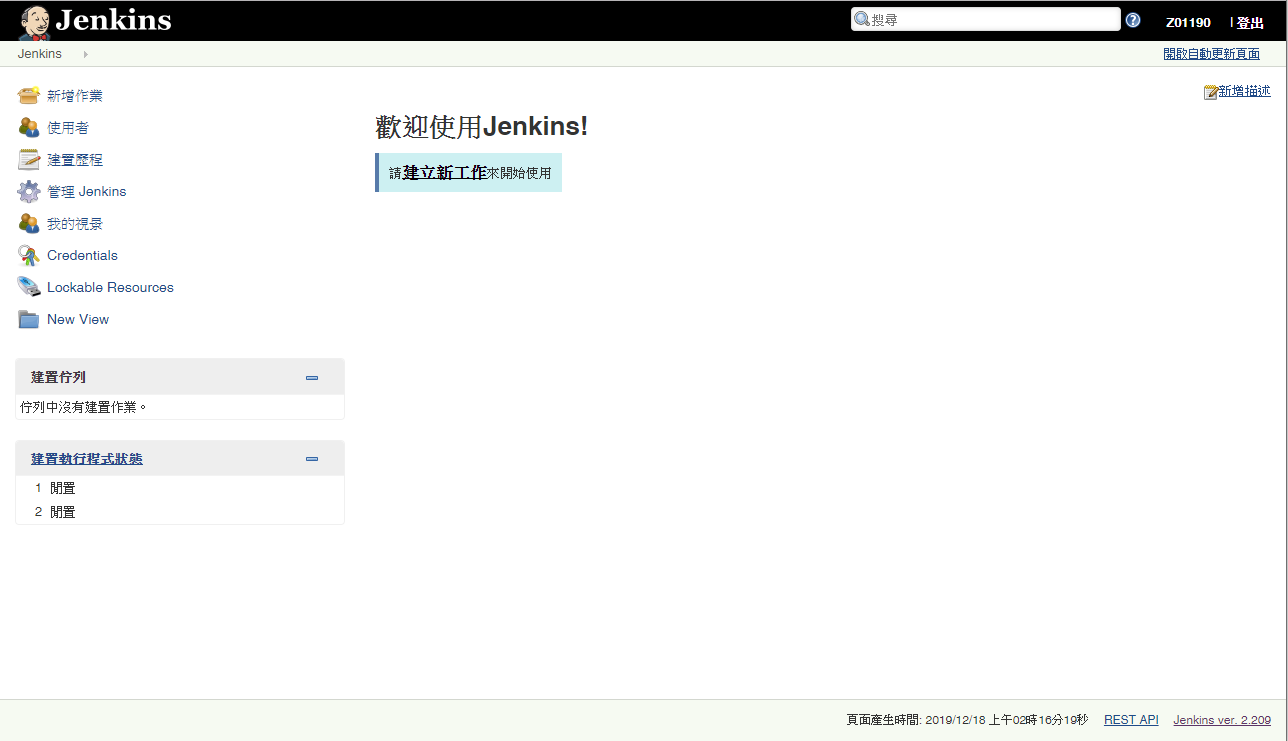 Jenkins
搜尋
Z01190
| 登出
Jenkins
開啟自動更新頁面
新增作業
使用者
建置歷程
管理 Jenkins
我的視景
Credentials
Lockable Resources
New View
建置佇列
佇列中沒有建置作業。
建置執行程式狀態
1 閒置
2 閒置
新增描述
歡迎使用Jenkins!
請建立新工作來開始使用
頁面產生時間: 2019/12/18 上午02時16分19秒 REST API Jenkins ver. 2.209